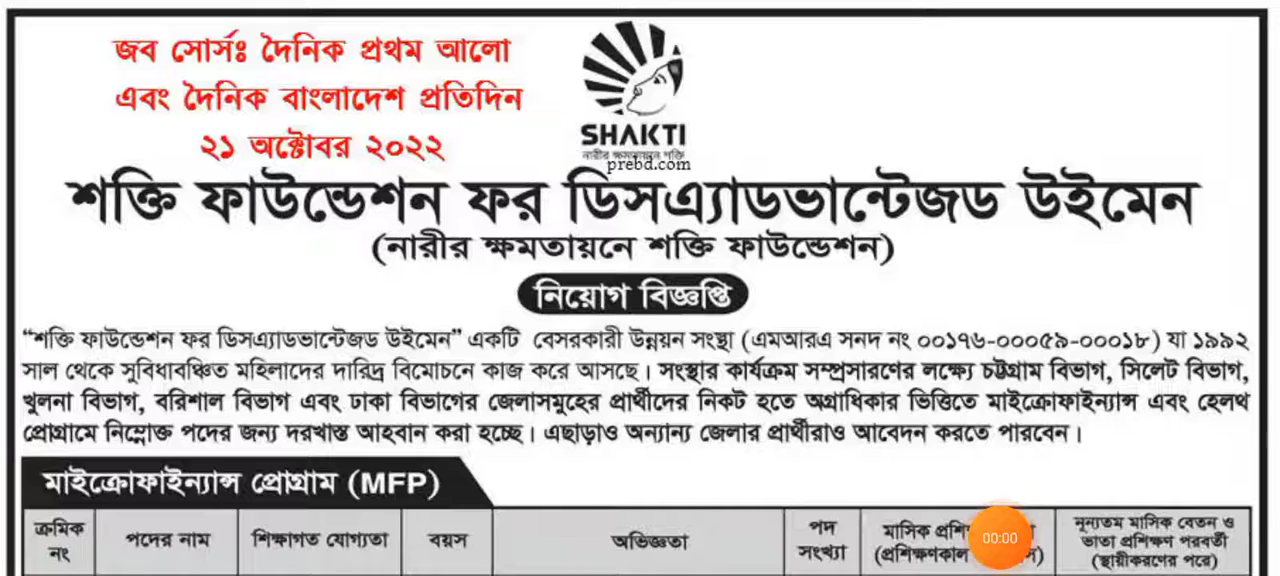 জব সোর্সঃ দৈনিক প্রথম আলো
এবং দৈনিক বাংলাদেশ প্রতিদিন
২১ অক্টোবর ২০২২
SHAKTI
নারীর ক্ষমতায়নে শক্তি
prebd.com
শক্তি ফাউন্ডেশন ফর ডিসএ্যাডভান্টেজড উইমেন
(নারীর ক্ষমতায়নে শক্তি ফাউন্ডেশন)
নিয়োগ বিজ্ঞপ্তি
“শক্তি ফাউন্ডেশন ফর ডিসএ্যাডভান্টেজড উইমেন” একটি বেসরকারী উন্নয়ন সংস্থা (এমআরএ সনদ নং ০০১৭৬-০০০৫৯-০০০১৮) যা ১৯৯২
সাল থেকে সুবিধাবঞ্চিত মহিলাদের দারিদ্র বিমোচনে কাজ করে আসছে। সংস্থার কার্যক্রম সম্প্রসারণের লক্ষ্যে চট্টগ্রাম বিভাগ, সিলেট বিভাগ,
খুলনা বিভাগ, বরিশাল বিভাগ এবং ঢাকা বিভাগের জেলাসমুহের প্রার্থীদের নিকট হতে অগ্রাধিকার ভিত্তিতে মাইক্রোফাইন্যান্স এবং হেলথ
প্রোগ্রামে নিম্নোক্ত পদের জন্য দরখাস্ত আহবান করা হচ্ছে। এছাড়াও অন্যান্য জেলার প্রার্থীরাও আবেদন করতে পারবেন।
মাইক্রোফাইন্যান্স প্রোগ্রাম (MFP)
ক্রমিক নং
পদের নাম
শিক্ষাগত যোগ্যতা
বয়স
অভিজ্ঞতা
পদ সংখ্যা
মাসিক
(প্রশিক্ষণকাল
00:00
নূন্যতম মাসিক বেতন ও
ভাতা প্রশিক্ষণ পরবর্তী
(স্থায়ীকরণের পরে)